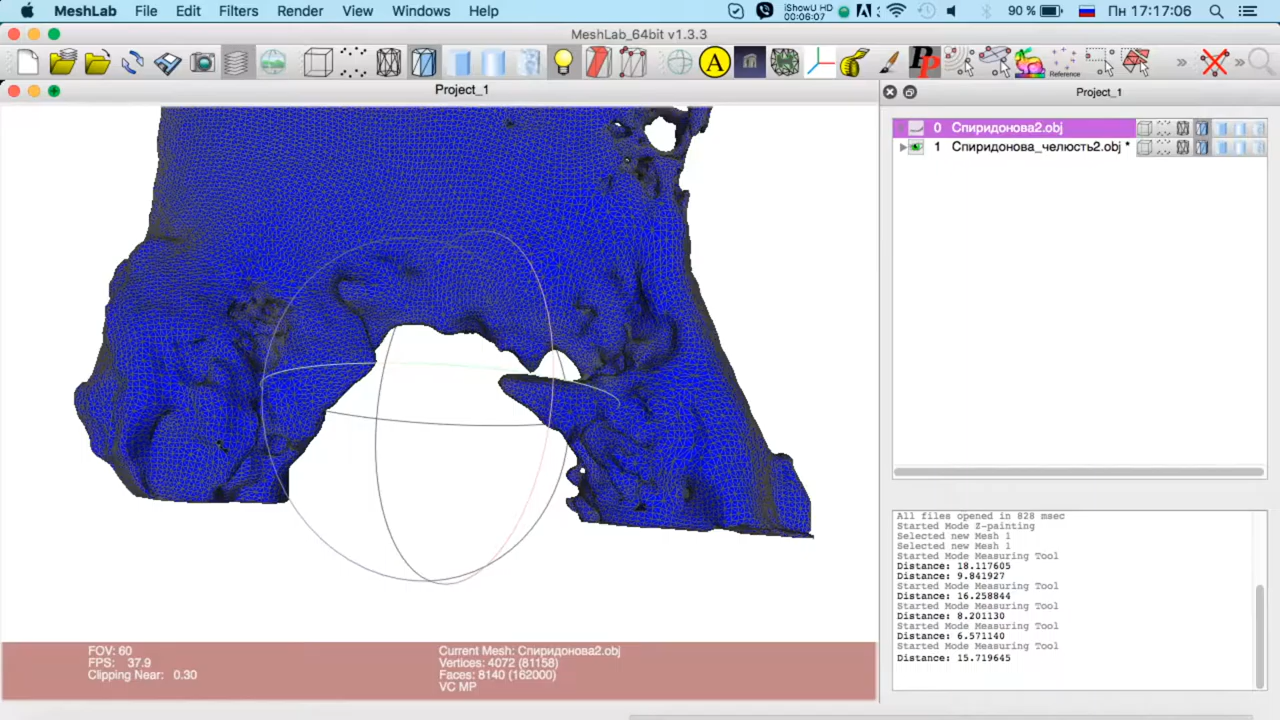 MeshLab File Edit Filters Render View Windows Help
iShowU HD
00:06:07
90 %
Пн 17:17:06
MeshLab_64bit v1.3.3
A
PP
Reference
Project_1
Project_1
0 Спиридонова2.obj
1 Спиридонова_челюсть2.obj *
All files opened in 828 msec
Started Mode Z-painting
Selected new Mesh 1
Selected new Mesh 1
Started Mode Measuring Tool
Distance: 18.117605
Distance: 9.841927
Started Mode Measuring Tool
Distance: 16.258844
Started Mode Measuring Tool
Distance: 8.201130
Started Mode Measuring Tool
Distance: 6.571140
Started Mode Measuring Tool
Distance: 15.719645
FOV: 60
FPS: 37.9
Clipping Near: 0.30
Current Mesh: Спиридонова2.obj
Vertices: 4072 (81158)
Faces: 8140 (162000)
VC MP